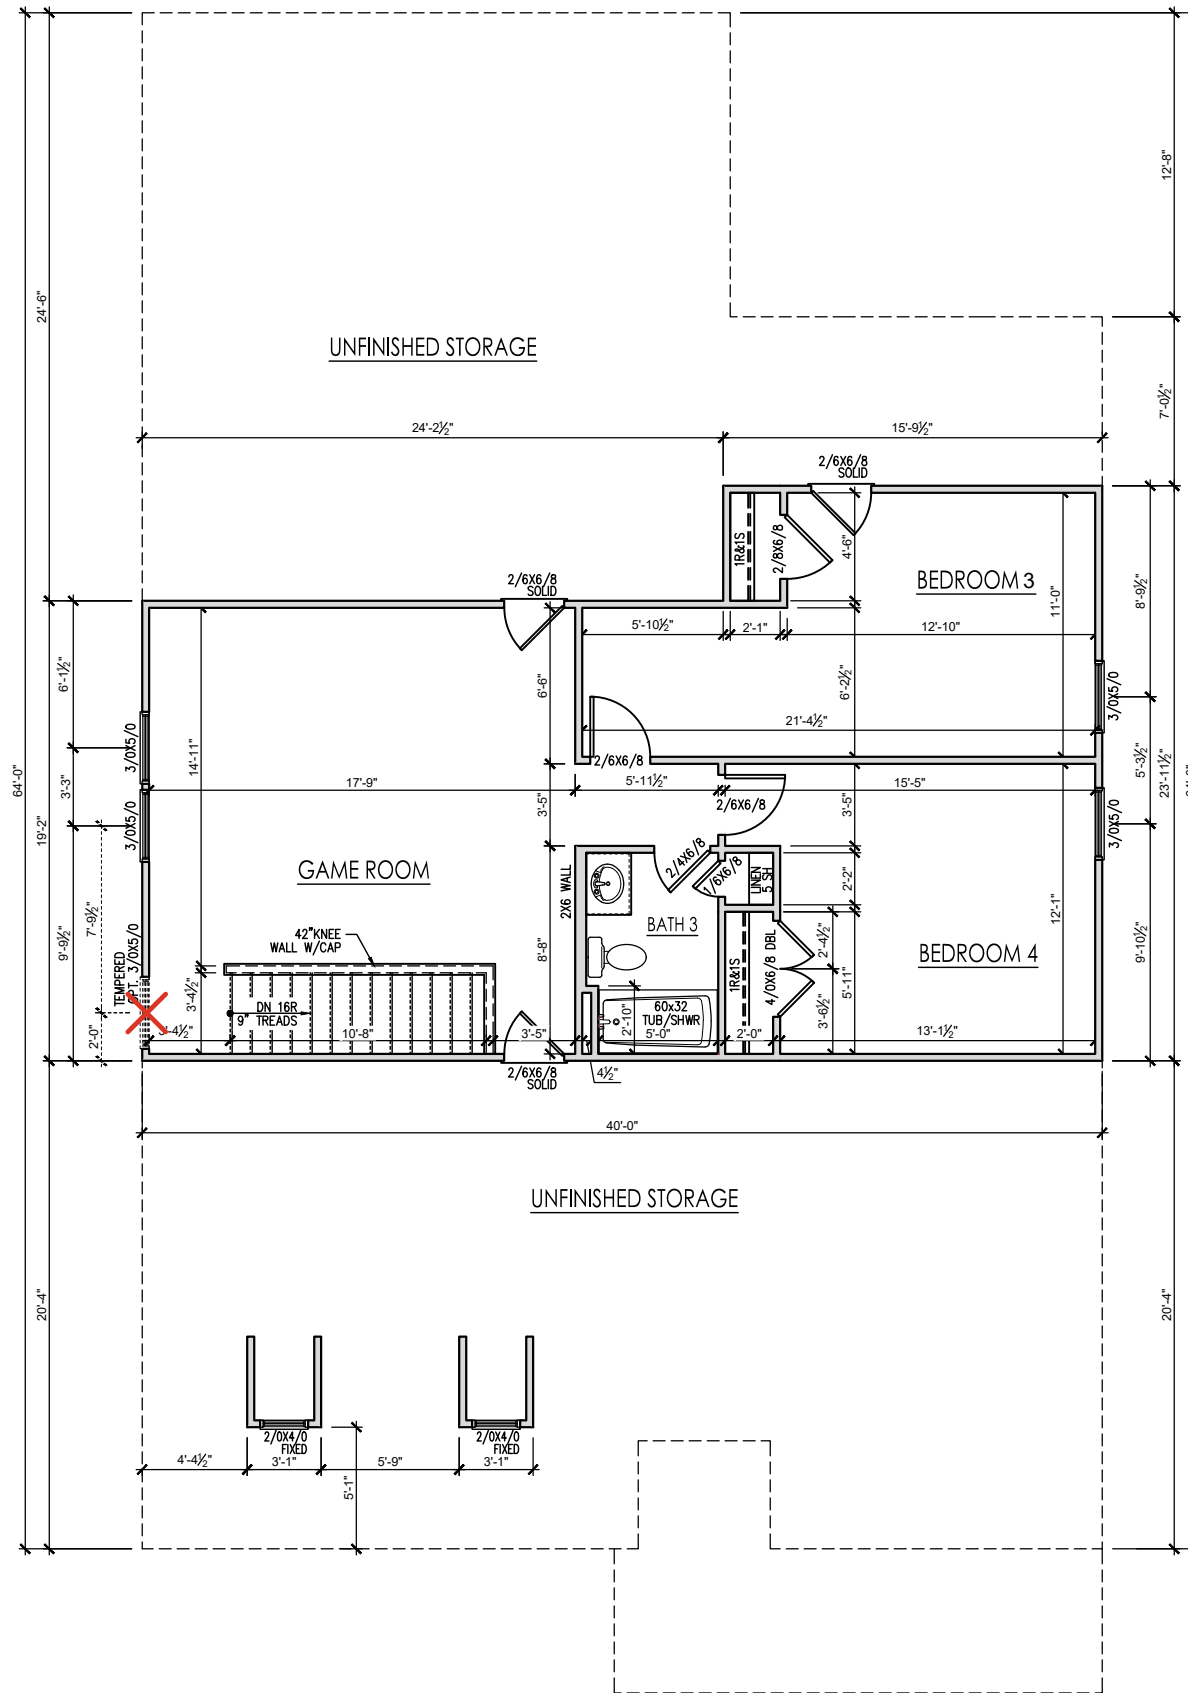 12'-8"
24'-6"
UNFINISHED STORAGE
7'-0½"
24'-2½"
15'-9½"
2/6X6/8
SOLID
1R&1S
2/8X6/8
4'-6"
BEDROOM 3
11'-0"
8'-9½"
2/6X6/8
SOLID
5'-10½"
2'-1"
12'-10"
6'-1½"
6'-6"
6'-2½"
3/0X5/0
21'-4½"
3/0X5/0
14'-11"
2/6X6/8
5'-3½"
64'-0"
3'-3"
17'-9"
5'-11½"
15'-5"
23'-11½"
19'-2"
3/0X5/0
3'-5"
2/6X6/8
3'-5"
3/0X5/0
GAME ROOM
2X6 WALL
2/4X6/8
1/6X6/8
LINEN
5 SH
2'-2"
12'-1"
7'-9½"
9'-9½"
42"KNEE
WALL W/CAP
8'-8"
BATH 3
4/0X6/8 DBL
2'-4½"
BEDROOM 4
9'-10½"
TEMPERED
OPT. 3/0X5/0
3'-4½"
1R&1S
5'-11"
DN 16R
9" TREADS
60x32
TUB/SHWR
2'-10"
3'-6½"
2'-0"
3'-4½"
10'-8"
3'-5"
5'-0"
2'-0"
13'-1½"
2/6X6/8
SOLID
4½"
40'-0"
UNFINISHED STORAGE
20'-4"
20'-4"
2/0X4/0
FIXED
2/0X4/0
FIXED
4'-4½"
3'-1"
5'-9"
3'-1"
5'-1"